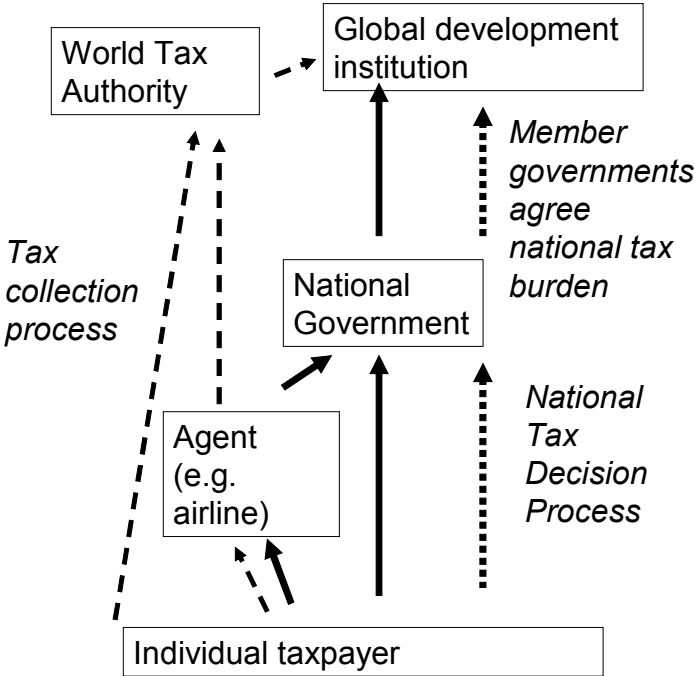 World Tax
Authority
Global development
institution
Member
governments
agree
national tax
burden
Tax
collection
process
National
Government
Agent
(e.g.
airline)
National
Tax
Decision
Process
Individual taxpayer